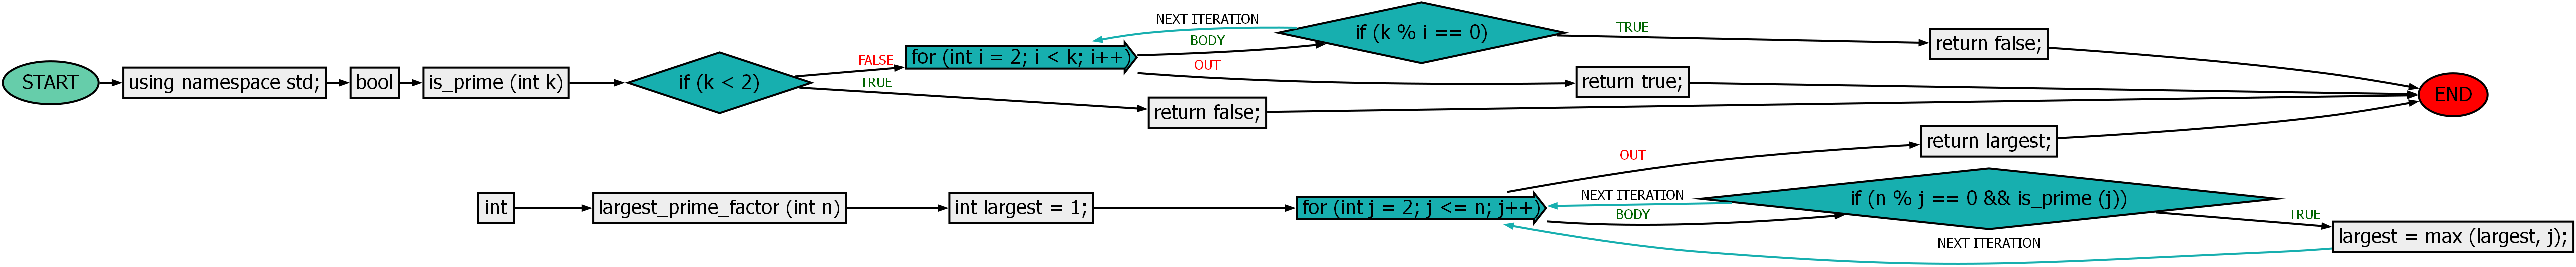 START
using namespace std;
bool
is_prime (int k)
if (k < 2)
FALSE
TRUE
for (int i = 2; i < k; i++)
NEXT ITERATION
BODY
OUT
if (k % i == 0)
TRUE
return false;
return true;
return false;
END
int
largest_prime_factor (int n)
int largest = 1;
for (int j = 2; j <= n; j++)
OUT
return largest;
NEXT ITERATION
BODY
if (n % j == 0 && is_prime (j))
TRUE
largest = max (largest, j);
NEXT ITERATION